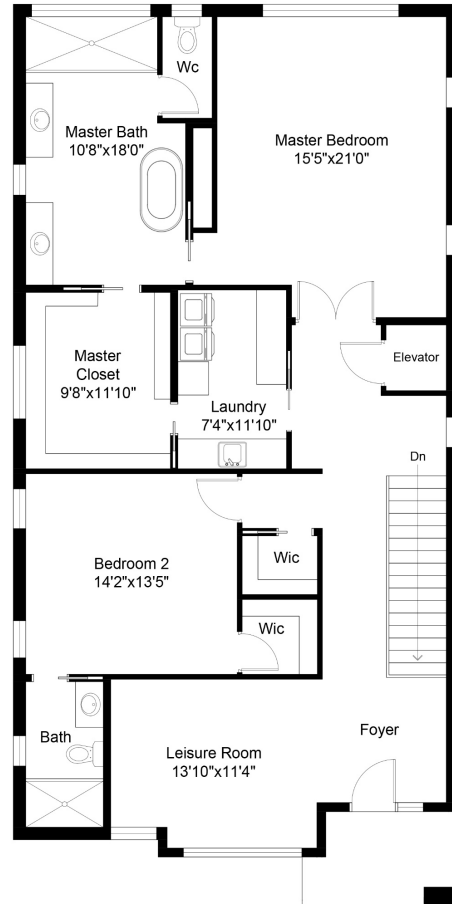 Wc
Master Bath
10'8"x18'0"
Master Bedroom
15'5"x21'0"
Elevator
Master
Closet
9'8"x11'10"
Laundry
7'4"x11'10"
Dn
Bedroom 2
14'2"x13'5"
Wic
Wic
Bath
Leisure Room
13'10"x11'4"
Foyer